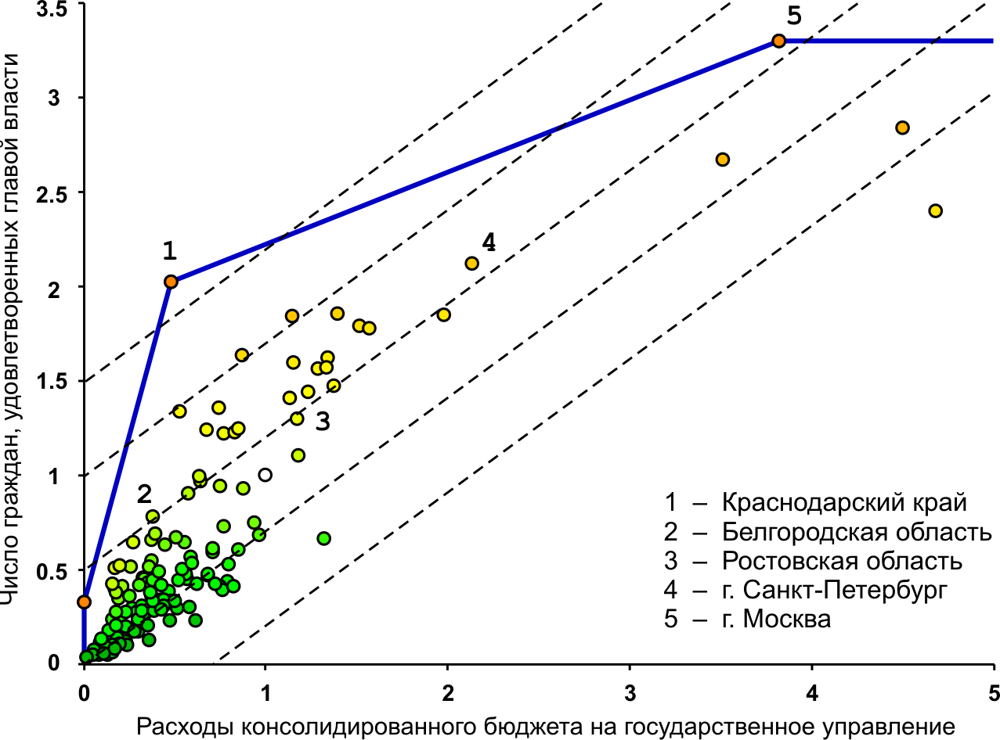 Число граждан, удовлетворенных главой власти
3.5
3
2.5
2
1.5
1
0.5
0
5
1
4
3
2
1 – Краснодарский край
2 – Белгородская область
3 – Ростовская область
4 – г. Санкт-Петербург
5 – г. Москва
0 1 2 3 4 5
Расходы консолидированного бюджета на государственное управление